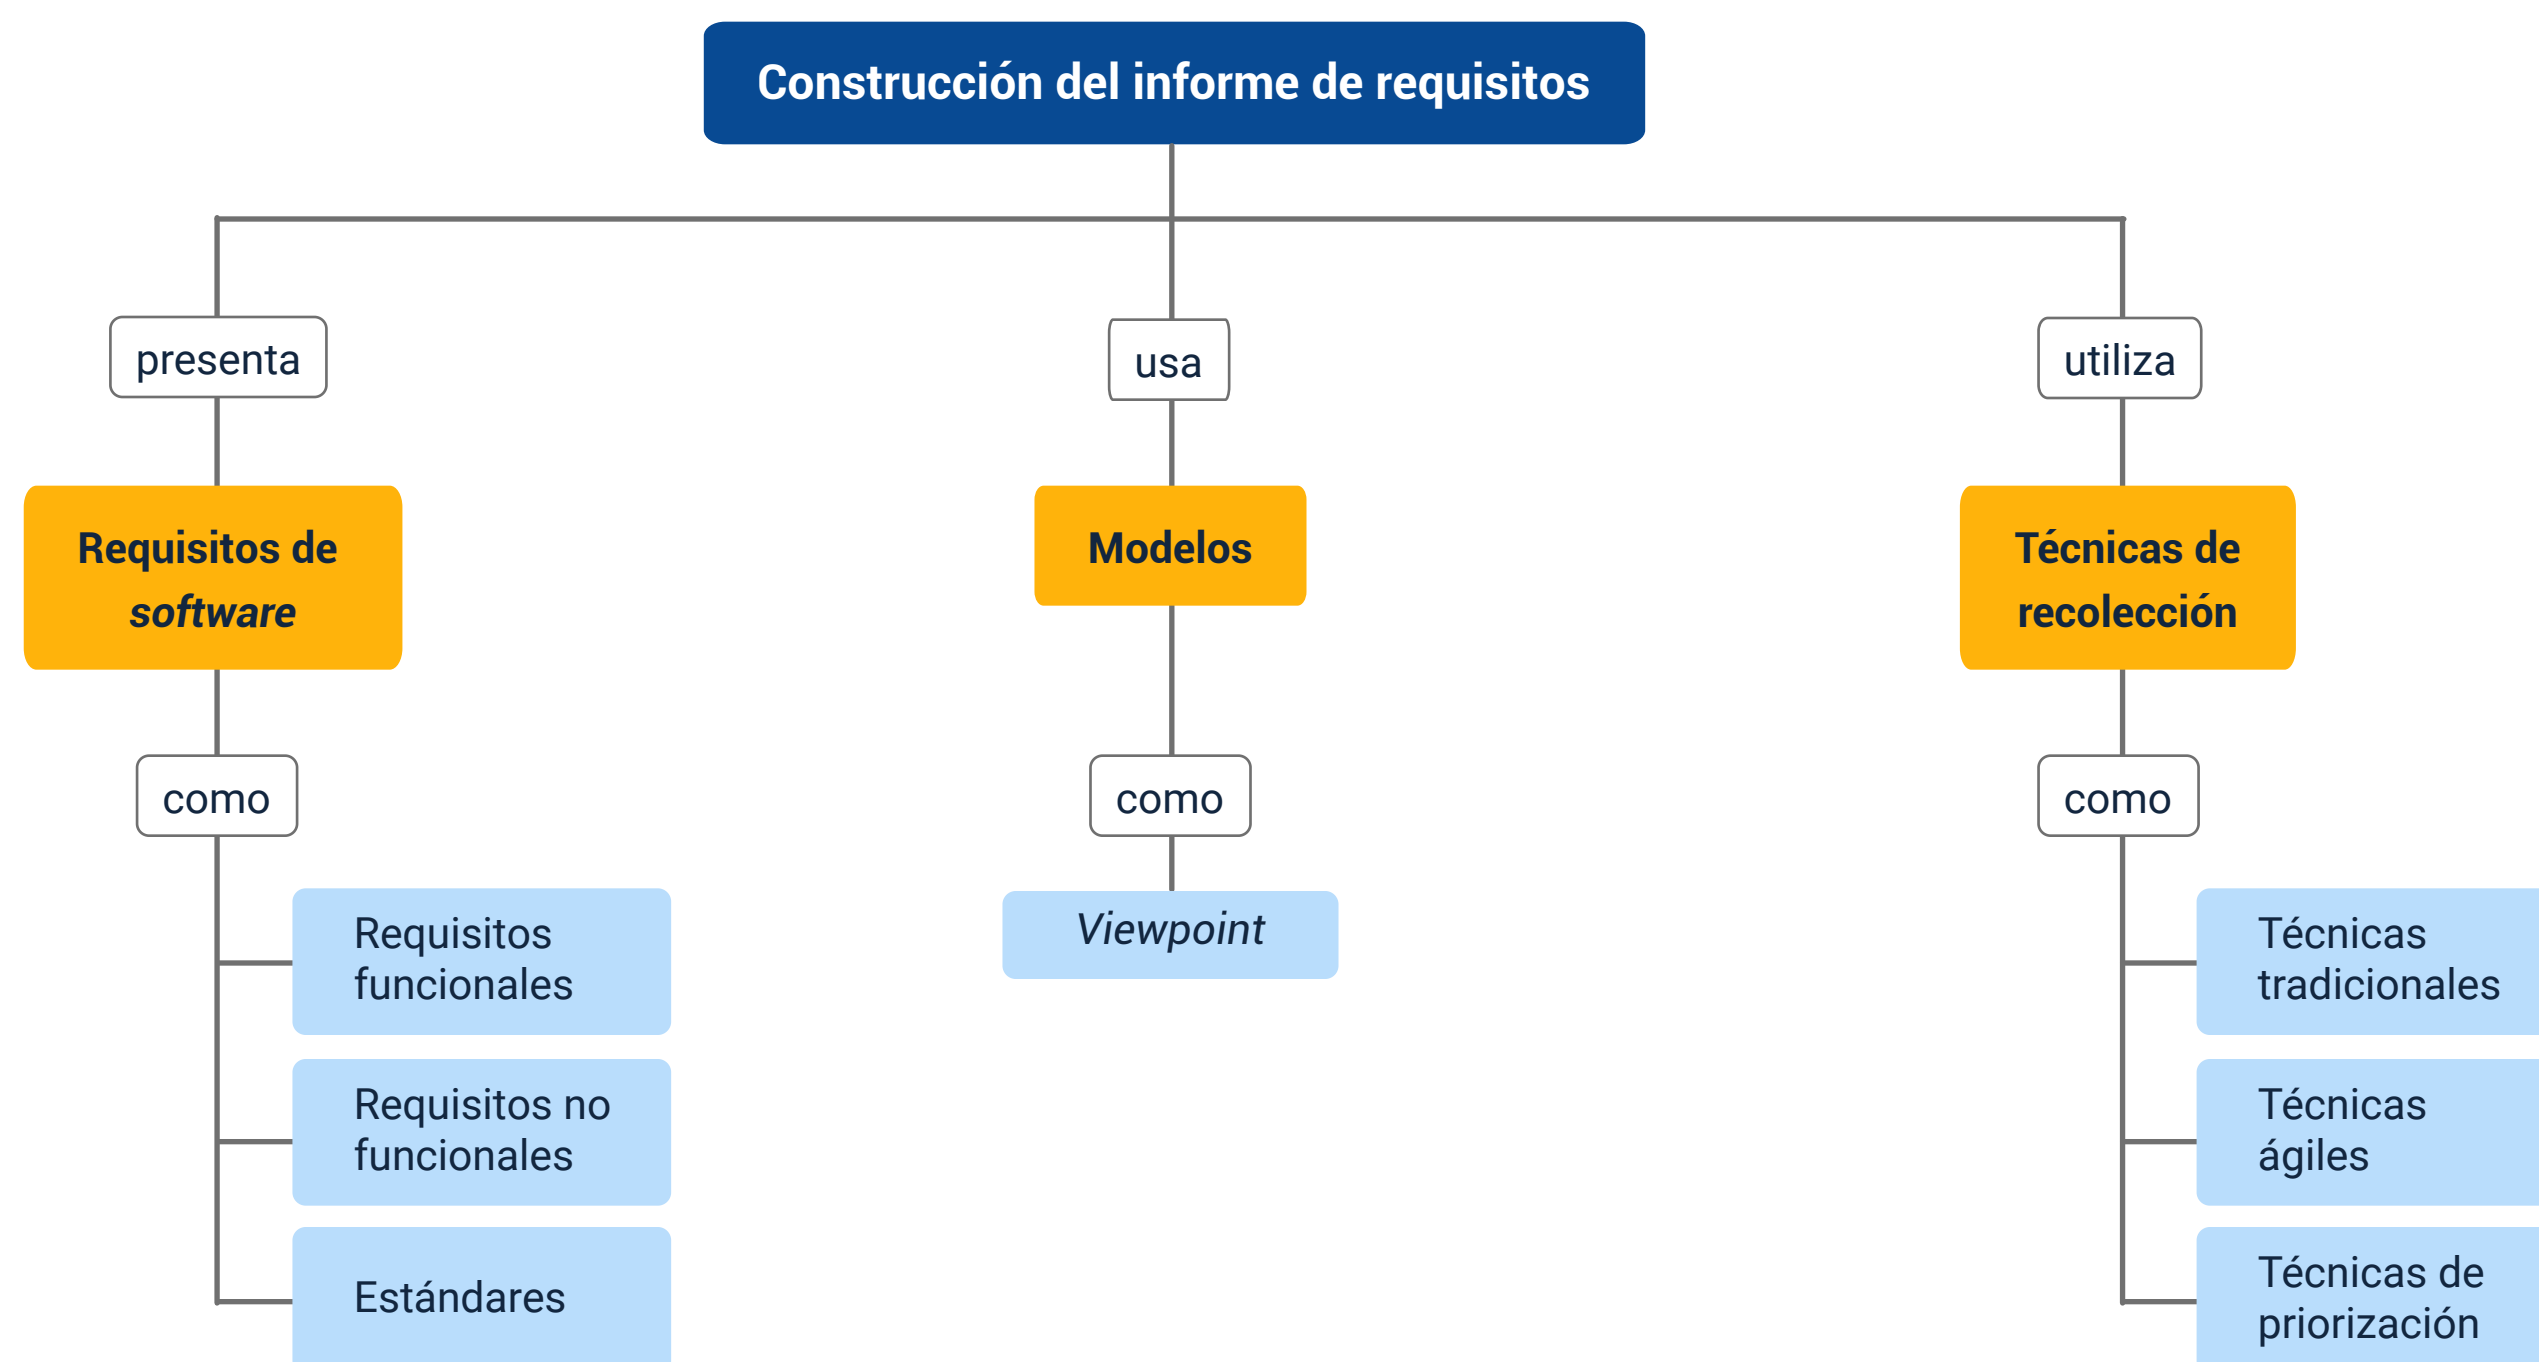 Construcción del informe de requisitos
presenta
usa
utiliza
Requisitos de
software
Modelos
Técnicas de
recolección
como
como
como
Requisitos
funcionales
Requisitos no
funcionales
Estándares
Viewpoint
Técnicas
tradicionales
Técnicas
ágiles
Técnicas de
priorización